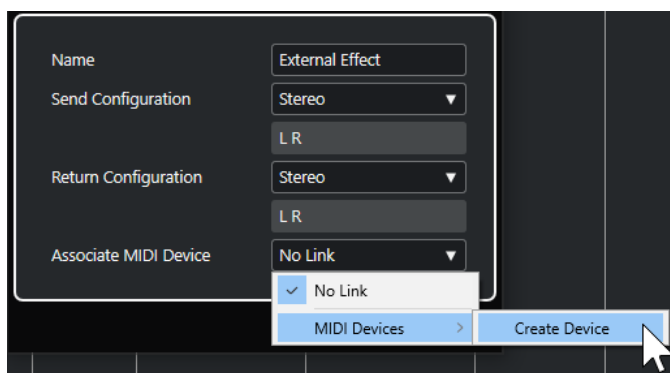 Name External Effect
Send Configuration Stereo
L R
Return Configuration Stereo
L R
Associate MIDI Device No Link
No Link
MIDI Devices Create Device